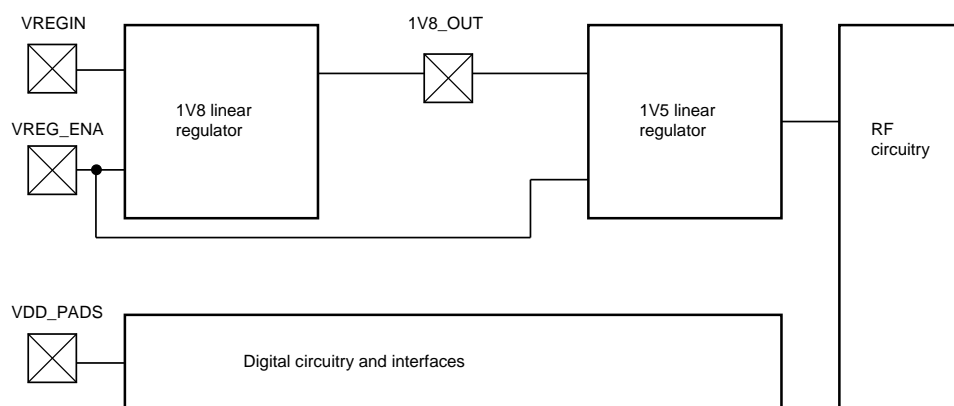 VREGIN
1V8_OUT
1V8 linear
regulator
1V5 linear
regulator
VREG_ENA
RF
circuitry
VDD_PADS
Digital circuitry and interfaces